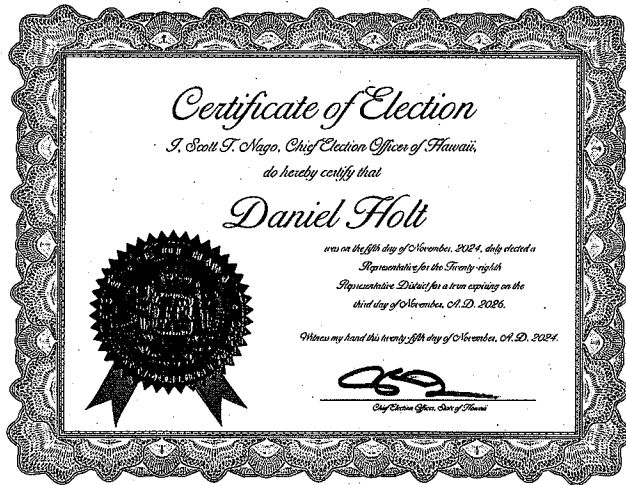 Certificate of Election
I, Scott T. Nago, Chief Election Officer of Hawaii,
do hereby certify that
Daniel Holt
was on the fifth day of November, 2024, duly elected a
Representative for the Twenty-eighth
Representative District for a term expiring on the
third day of November, A.D. 2026.
Witness my hand this twenty-fifth day of November, A.D. 2024.
Chief Election Officer, State of Hawaii